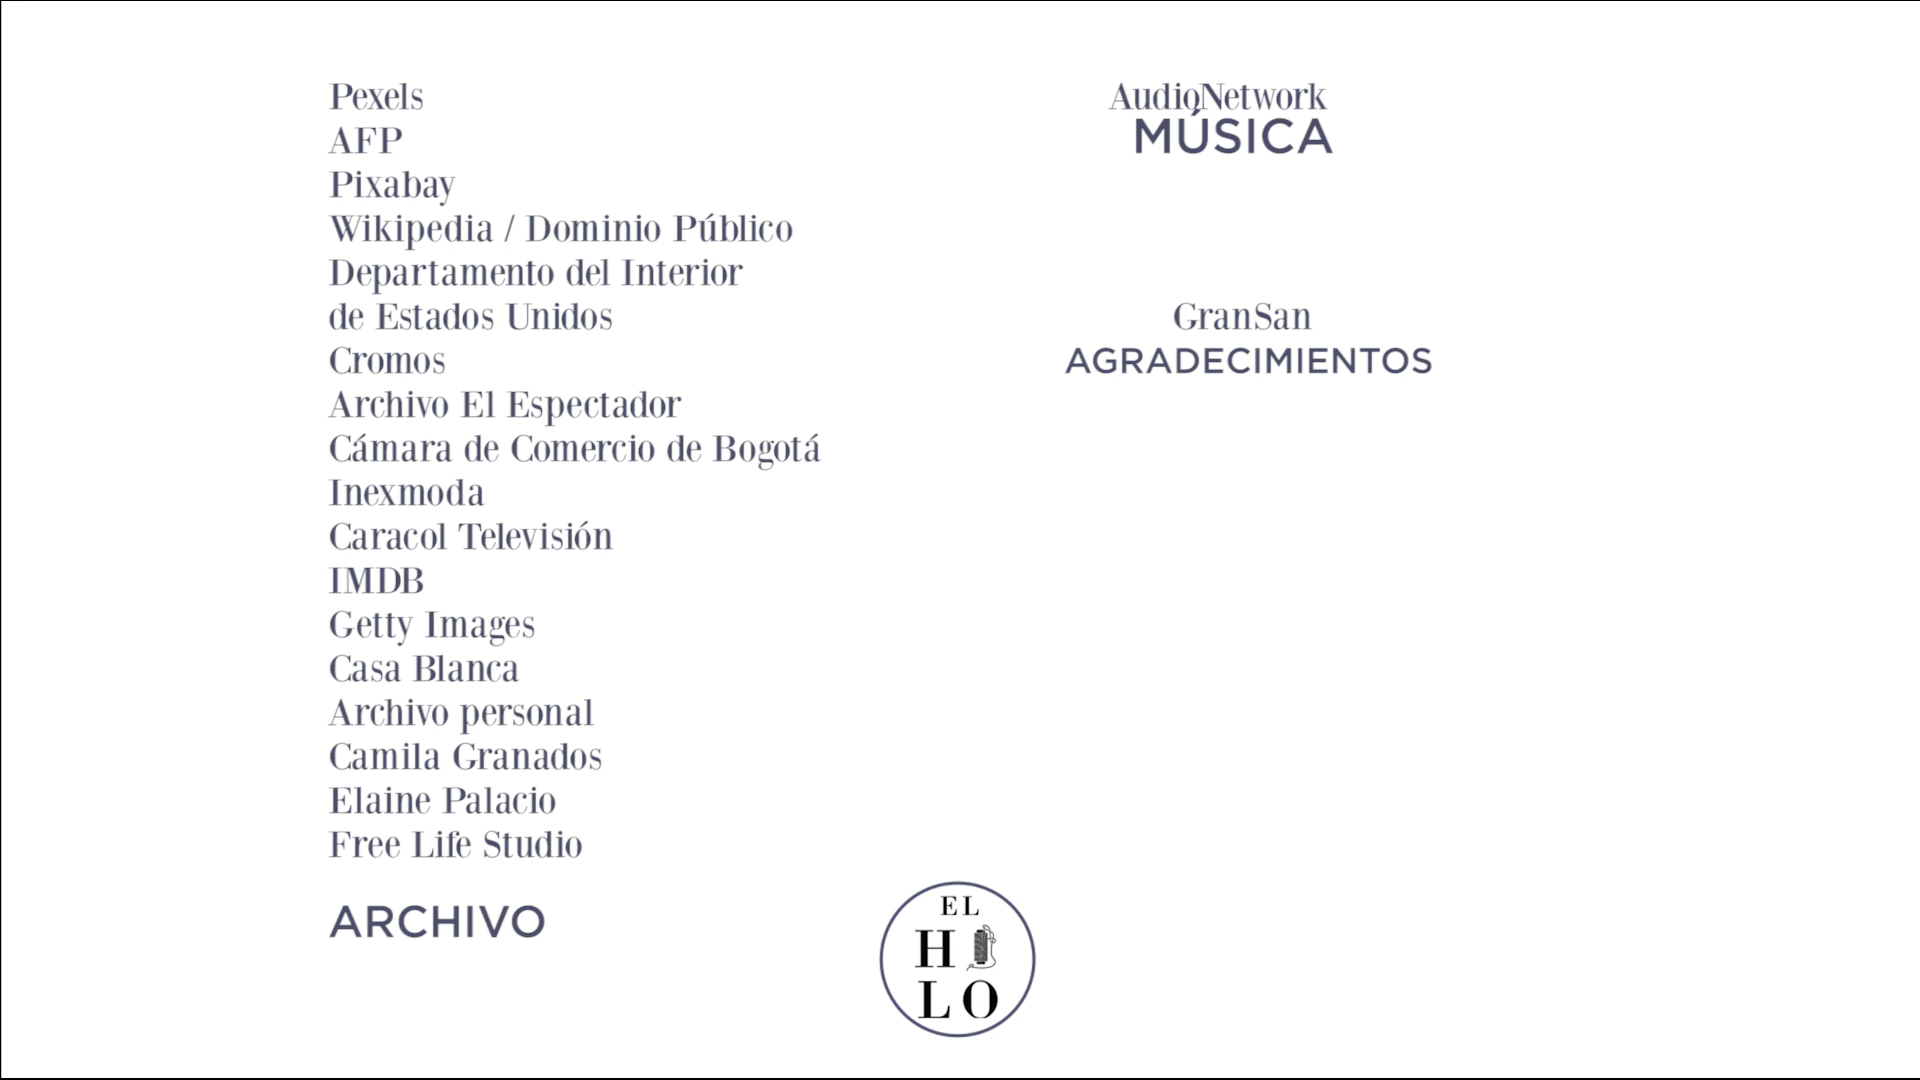 Pexels
AFP
Pixabay
Wikipedia / Dominio Público
Departamento del Interior
de Estados Unidos
Cromos
Archivo El Espectador
Cámara de Comercio de Bogotá
Inexmoda
Caracol Televisión
IMDB
Getty Images
Casa Blanca
Archivo personal
Camila Granados
Elaine Palacio
Free Life Studio
ARCHIVO
AudioNetwork
MÚSICA
GranSan
AGRADECIMIENTOS
EL
H LO